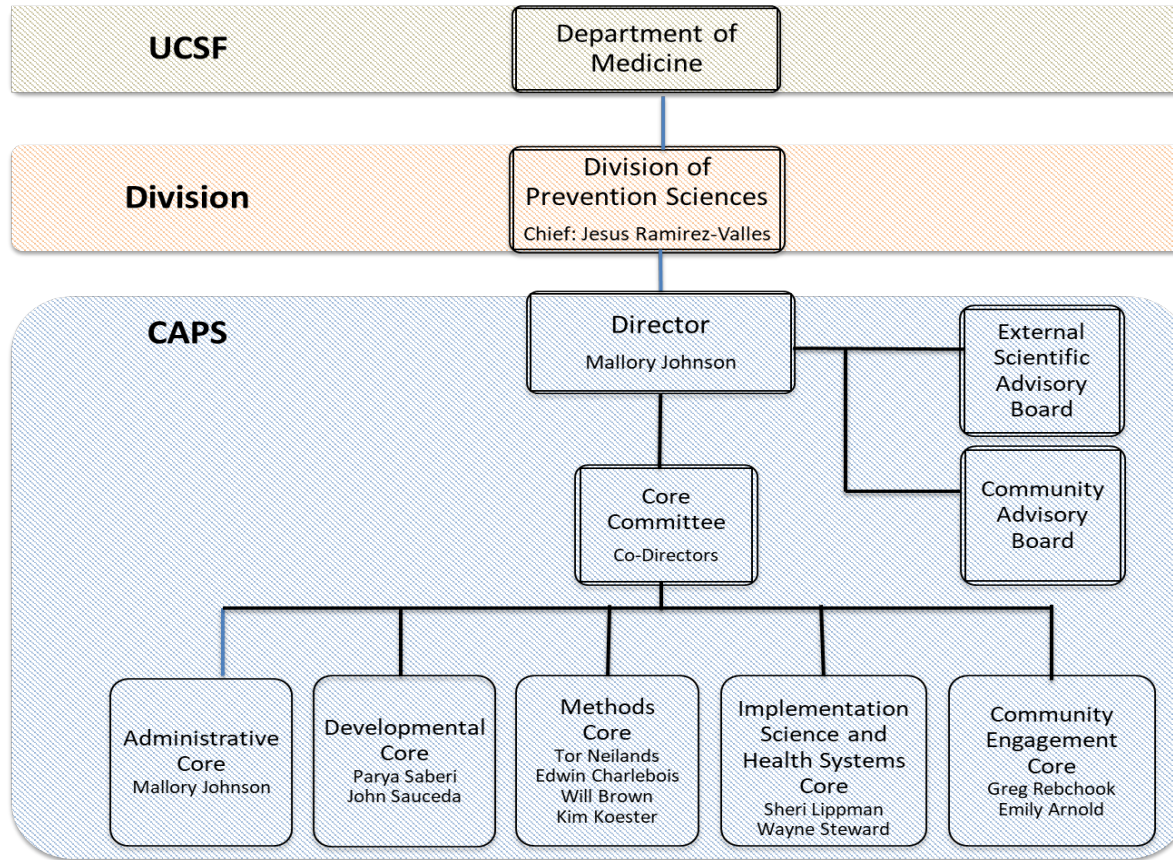 UCSF
Department of
Medicine
Division
Division of
Prevention Sciences
Chief: Jesus Ramirez-Valles
CAPS
Director
Mallory Johnson
External
Scientific
Advisory
Board
Core
Committee
Co-Directors
Community
Advisory
Board
Administrative
Core
Mallory Johnson
Developmental
Core
Parya Saberi
John Sauceda
Methods
Core
Tor Neilands
Edwin Charlebois
Will Brown
Kim Koester
Implementation
Science and
Health Systems
Core
Sheri Lippman
Wayne Steward
Community
Engagement
Core
Greg Rebchook
Emily Arnold